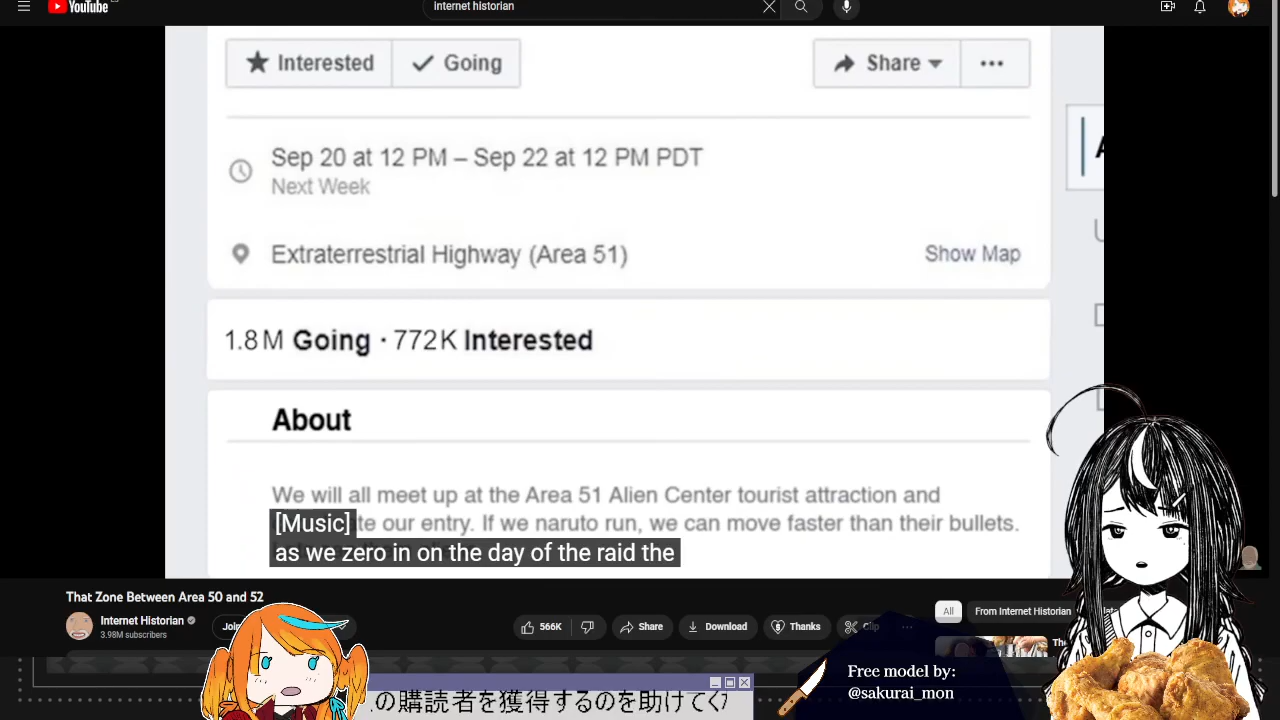 YouTube
internet historian
Interested
Going
Share
Sep 20 at 12 PM – Sep 22 at 12 PM PDT
Next Week
Extraterrestrial Highway (Area 51)
Show Map
1.8M Going · 772K Interested
About
We will all meet up at the Area 51 Alien Center tourist attraction and
te our entry. If we naruto run, we can move faster than their bullets.
[Music]
as we zero in on the day of the raid the
That Zone Between Area 50 and 52
Internet Historian
3.98M subscribers
566K
Share
Download
Thanks
Clip
All
From Internet Historian
Free model by:
@sakurai_mon
の購読者を獲得するのを助けて